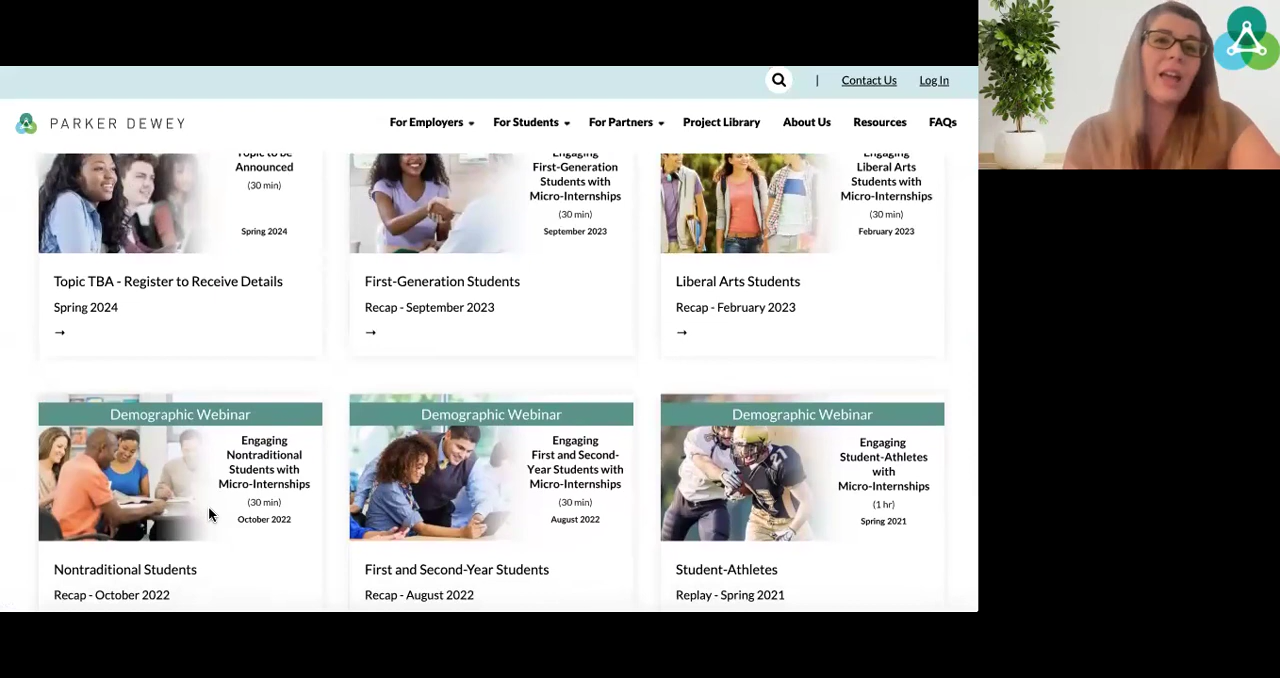 Contact Us
Log In
PARKER DEWEY
For Employers
For Students
For Partners
Project Library
About Us
Resources
FAQs
Topic to be
Announced
(30 min)
Spring 2024
Topic TBA - Register to Receive Details
Spring 2024
Engaging
First-Generation
Students with
Micro-Internships
(30 min)
September 2023
First-Generation Students
Recap - September 2023
Engaging
Liberal Arts
Students with
Micro-Internships
(30 min)
February 2023
Liberal Arts Students
Recap - February 2023
Demographic Webinar
Engaging
Nontraditional
Students with
Micro-Internships
(30 min)
October 2022
Nontraditional Students
Recap - October 2022
Demographic Webinar
Engaging
First and Second-
Year Students with
Micro-Internships
(30 min)
August 2022
First and Second-Year Students
Recap - August 2022
Demographic Webinar
Engaging
Student-Athletes
with
Micro-Internships
(1 hr)
Spring 2021
Student-Athletes
Replay - Spring 2021